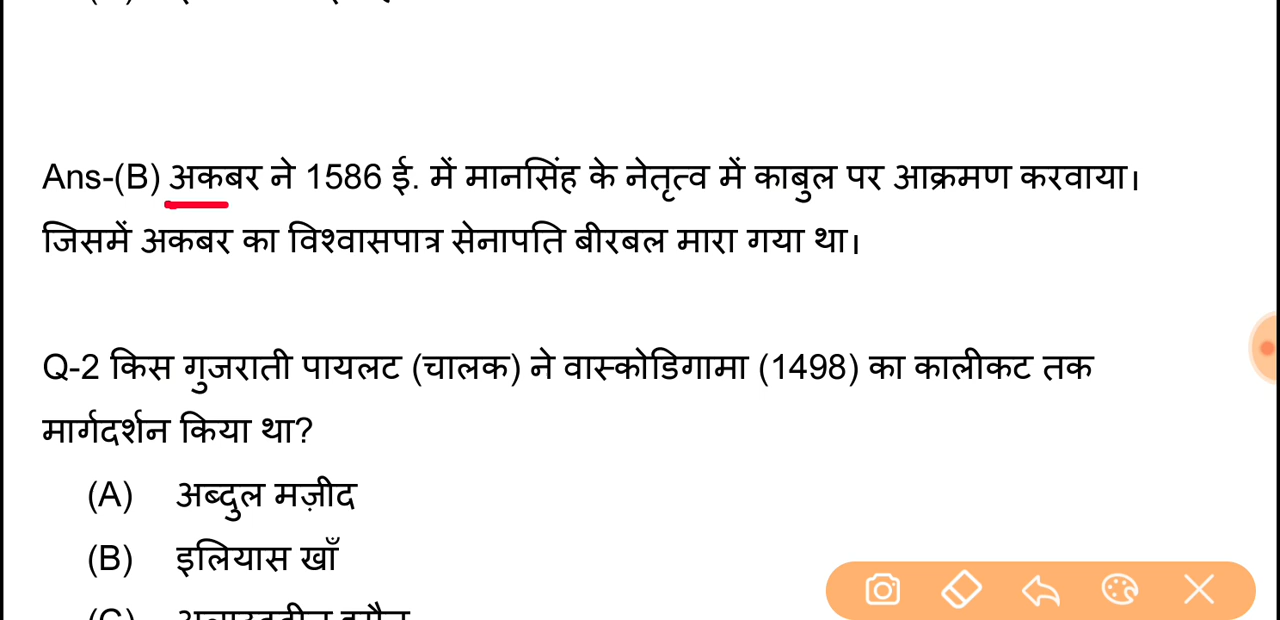 Ans-(B) अकबर ने 1586 ई. में मानसिंह के नेतृत्व में काबुल पर आक्रमण करवाया।
जिसमें अकबर का विश्वासपात्र सेनापति बीरबल मारा गया था।
Q-2 किस गुजराती पायलट (चालक) ने वास्कोडिगामा (1498) का कालीकट तक
मार्गदर्शन किया था?
(A) अब्दुल मज़ीद
(B) इलियास खाँ